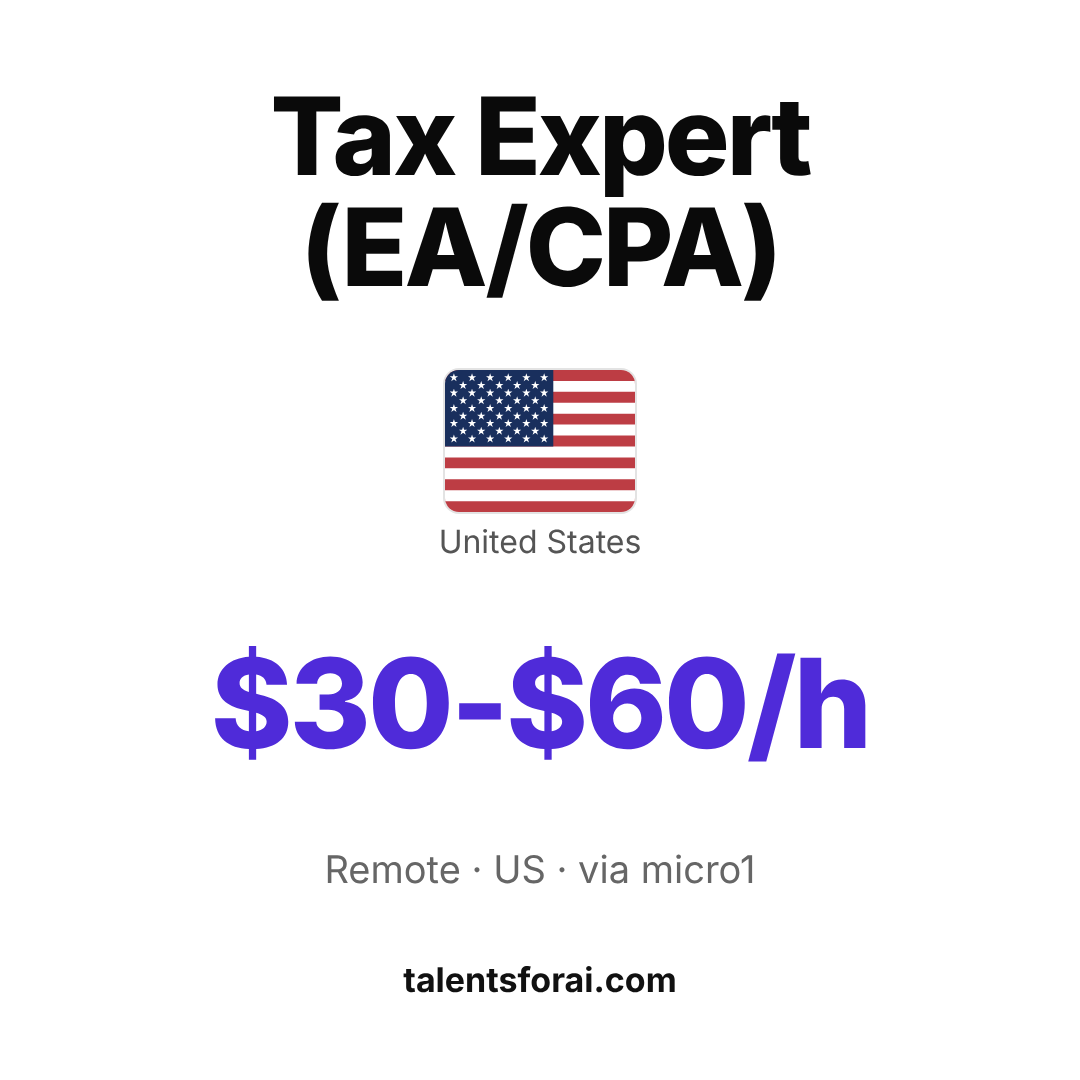 Tax Expert
(EA/CPA)
United States
$30-$60/h
Remote · US · via micro1
talentsforai.com